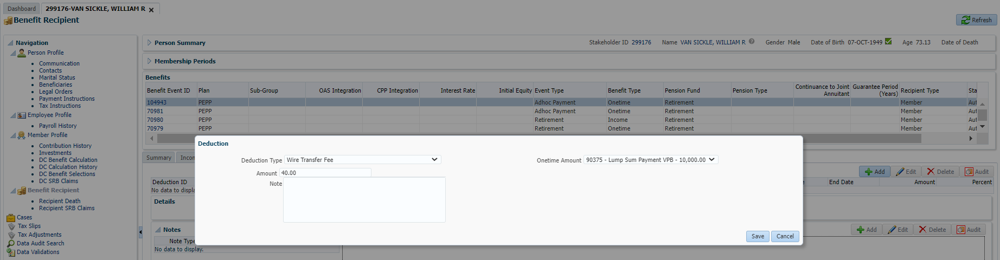 Dashboard
299176-VAN SICKLE, WILLIAM R
Benefit Recipient
Refresh
Navigation
Person Profile
Communication
Contacts
Marital Status
Beneficiaries
Legal Orders
Payment Instructions
Tax Instructions
Employee Profile
Payroll History
Member Profile
Contribution History
Investments
DC Benefit Calculation
DC Calculation History
DC Benefit Selections
DC SRB Claims
Benefit Recipient
Recipient Death
Recipient SRB Claims
Cases
Tax Slips
Tax Adjustments
Data Audit Search
Data Validations
Person Summary
Stakeholder ID 299176 Name VAN SICKLE, WILLIAM R Gender Male Date of Birth 07-OCT-1949 Age 73.13 Date of Death
Membership Periods
Benefits
Benefit Event ID Plan Sub-Group OAS Integration CPP Integration Interest Rate Initial Equity Event Type Benefit Type Pension Fund Pension Type Continuance to Joint Annuitant Guarantee Period (Years) Recipient Type Sta
104943 PEPP Adhoc Payment Onetime Retirement Member Aut
70981 PEPP Adhoc Payment Onetime Retirement Member Aut
70980 PEPP Retirement Income Retirement Member Aut
70979 PEPP Retirement Onetime Retirement Member Aut
Summary Incon
Deduction
Deduction Type Wire Transfer Fee
Onetime Amount 90375 - Lump Sum Payment VPB - 10,000.00
Amount 40.00
Note
Save Cancel
Add Edit Delete Audit
Deduction ID
End Date Amount Percent
No data to displa
Details
Notes
Add Edit Delete Audit
Note Type
No data to display.